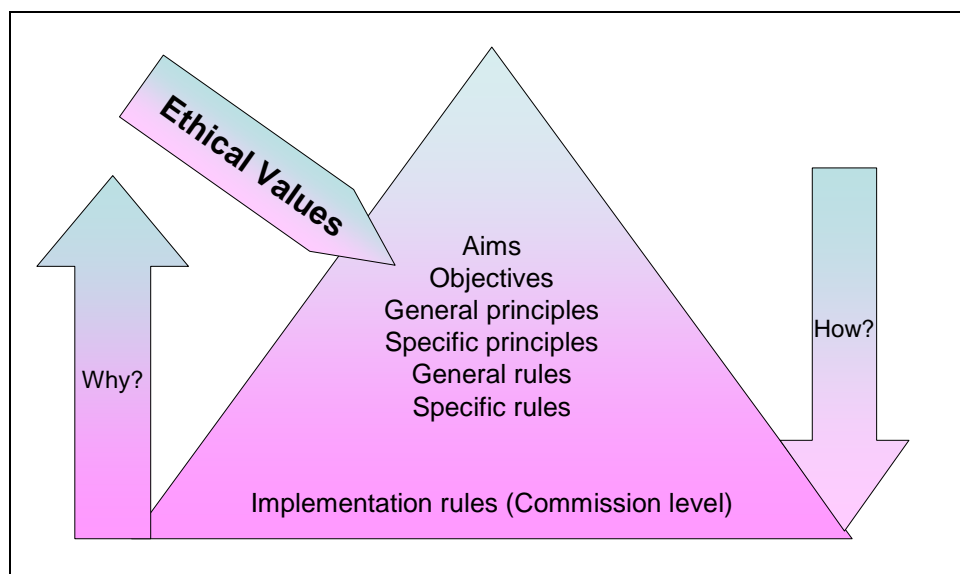 Ethical Values
Aims
Objectives
General principles
Specific principles
General rules
Specific rules
How?
Why?
Implementation rules (Commission level)